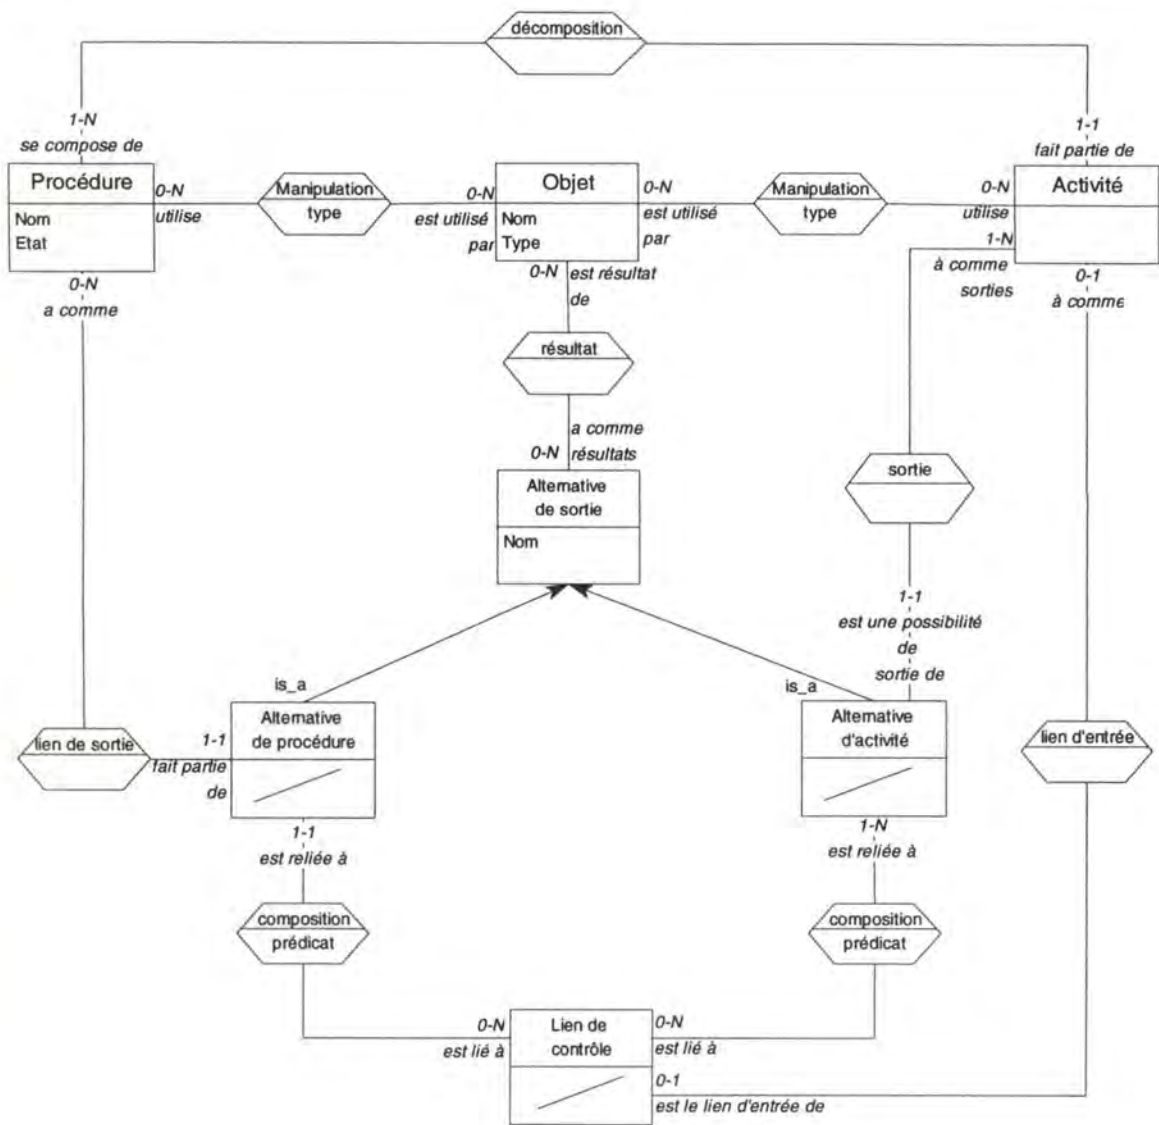 décomposition
1-N
se compose de
1-1
fait partie de
Procédure
Nom
Etat
0-N
utilise
Manipulation
type
0-N
est utilisé
par
Objet
Nom
Type
0-N
est utilisé
par
Manipulation
type
0-N
utilise
Activité
1-N
à comme
sorties
0-N
a comme
0-N
est résultat
de
0-1
à comme
résultat
a comme
0-N résultats
sortie
Alternative
de sortie
Nom
1-1
est une possibilité
de
sortie de
is_a
is_a
lien de sortie
1-1
fait partie
de
Alternative
de procédure
Alternative
d'activité
lien d'entrée
1-1
est reliée à
1-N
est reliée à
composition
prédicat
composition
prédicat
0-N
est lié à
Lien de
contrôle
0-N
est lié à
0-1
est le lien d'entrée de